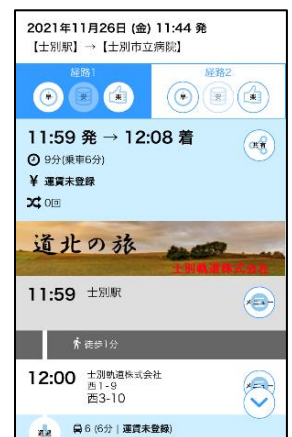 2021年11月26日 (金) 11:44 発
【士別駅】→【士別市立病院】
経路1
経路2
早 安 楽
早 安 楽
11:59 発 → 12:08 着
共有
9分(乗車6分)
¥ 運賃未登録
0回
道北の旅
士別軌道株式会社
11:59 士別駅
メニュー
徒歩1分
12:00 士別軌道株式会社
西1-9
西3-10
メニュー
6 (6分 | 運賃未登録)